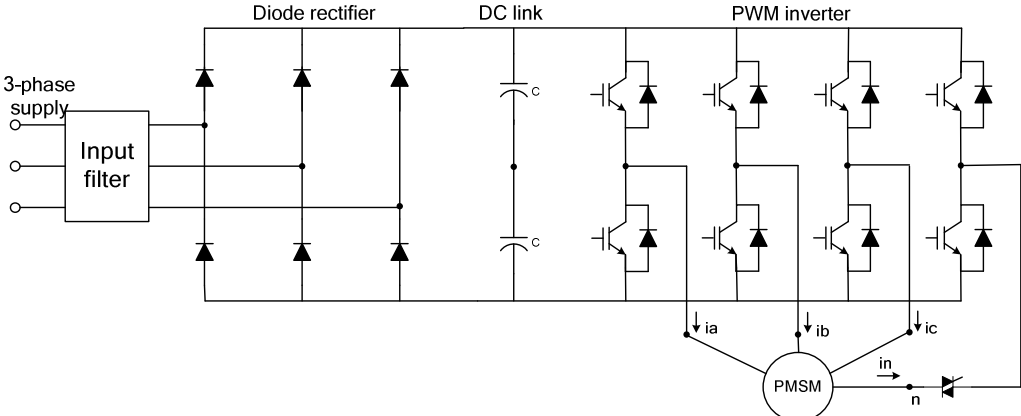 Diode rectifier
DC link
PWM inverter
3-phase
supply
C
Input
filter
C
ia
ib
ic
in
PMSM
n